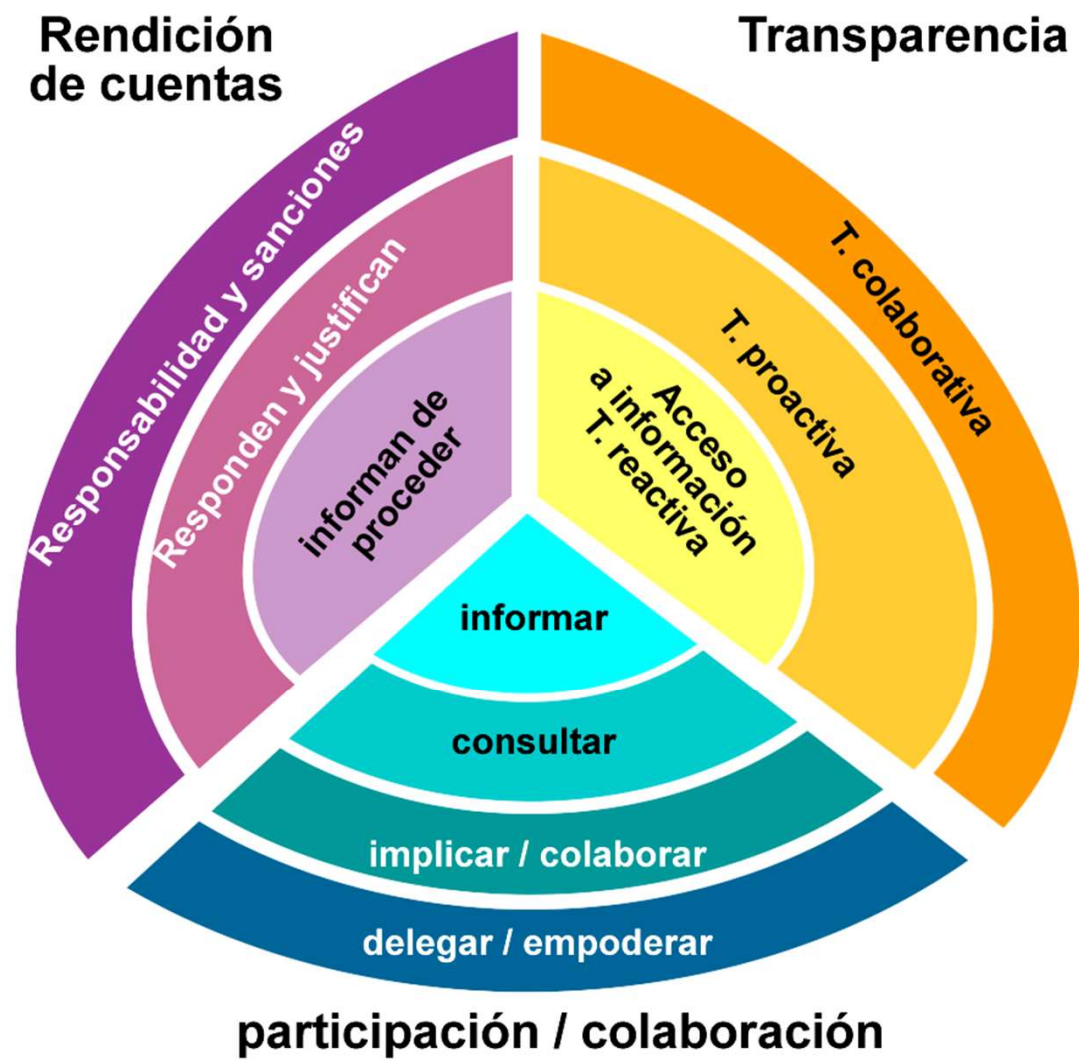 Rendición
de cuentas
Transparencia
Responsabilidad y sanciones
Responden y justifican
informan de
proceder
T. colaborativa
T. proactiva
Acceso
a información
T. reactiva
informar
consultar
implicar / colaborar
delegar / empoderar
participación / colaboración